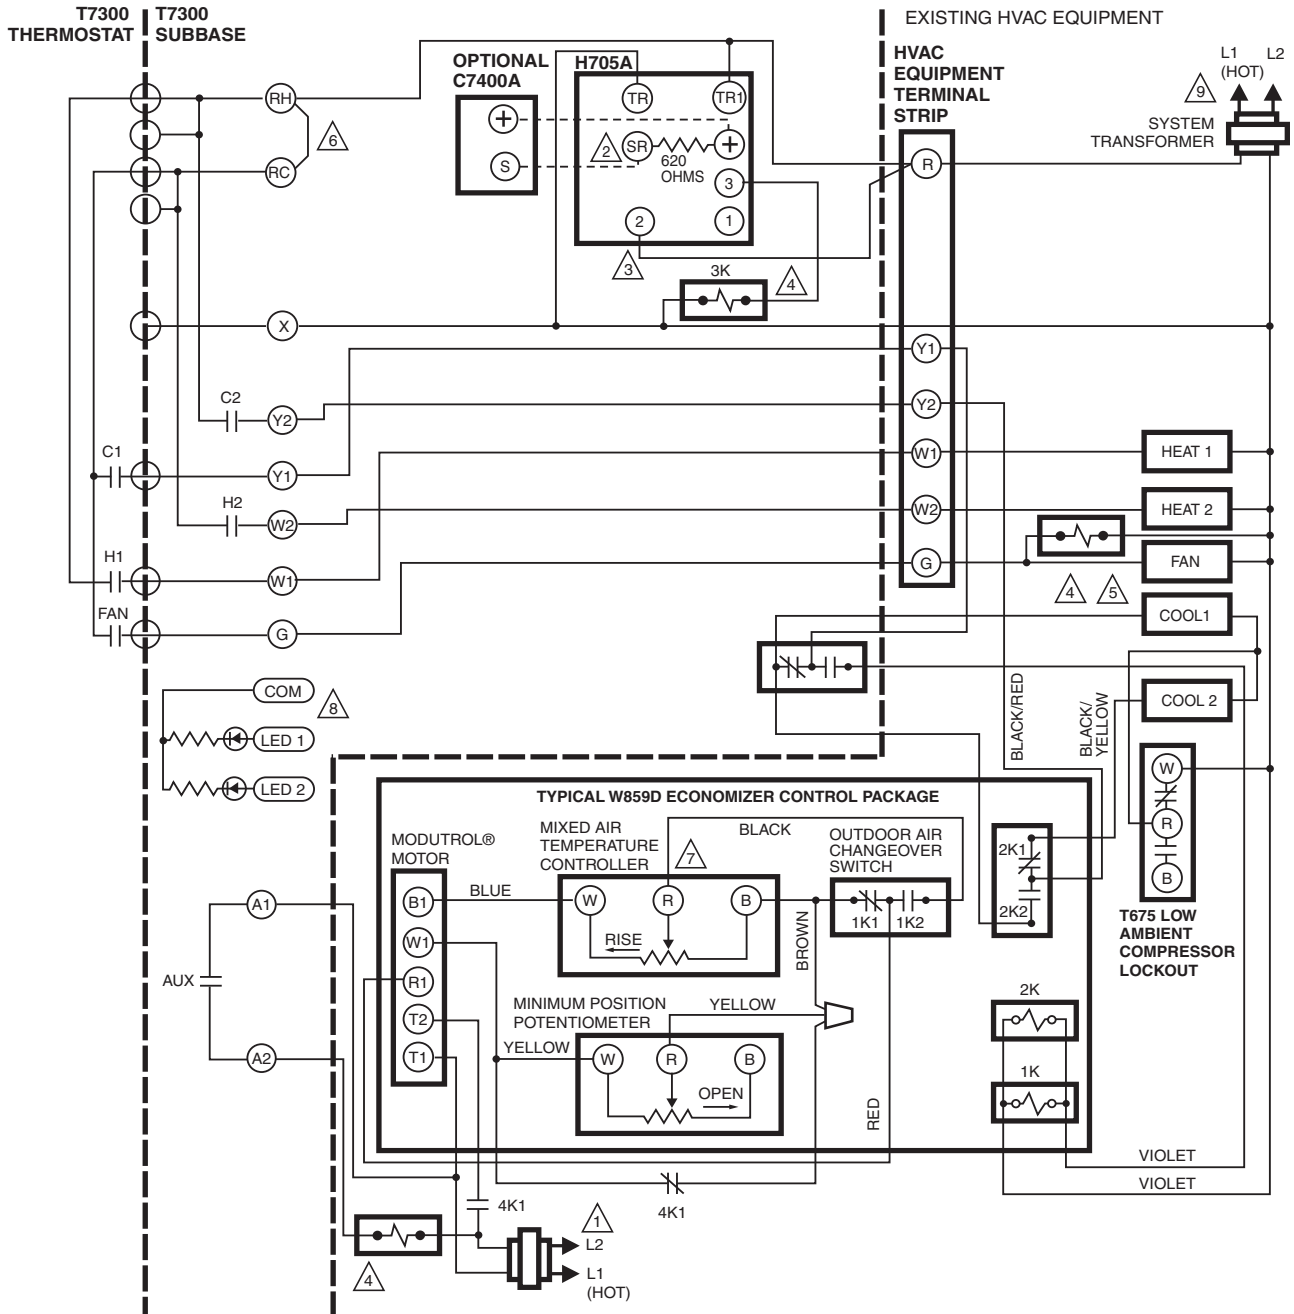 T7300
THERMOSTAT
T7300
SUBBASE
EXISTING HVAC EQUIPMENT
OPTIONAL
C7400A
H705A
HVAC
EQUIPMENT
TERMINAL
STRIP
L1
(HOT)
L2
9
SYSTEM
TRANSFORMER
RH
6
RC
+
S
TR
TR1
2
SR
+
620
OHMS
3
2
1
3
3K
4
R
X
Y1
C2
Y2
Y2
C1
Y1
W1
HEAT 1
H2
W2
W2
HEAT 2
H1
W1
G
FAN
4
5
FAN
G
COOL1
COM
8
LED 1
LED 2
BLACK/RED
BLACK/
YELLOW
COOL 2
W
R
B
T675 LOW
AMBIENT
COMPRESSOR
LOCKOUT
TYPICAL W859D ECONOMIZER CONTROL PACKAGE
MODUTROL®
MOTOR
MIXED AIR
TEMPERATURE
CONTROLLER
7
BLACK
OUTDOOR AIR
CHANGEOVER
SWITCH
2K1
2K2
B1
BLUE
W
R
B
1K1
1K2
W1
RISE
BROWN
R1
T2
T1
MINIMUM POSITION
POTENTIOMETER
YELLOW
YELLOW
W
R
B
OPEN
RED
2K
1K
A1
AUX
A2
VIOLET
VIOLET
4K1
4K1
1
L2
L1
(HOT)
4